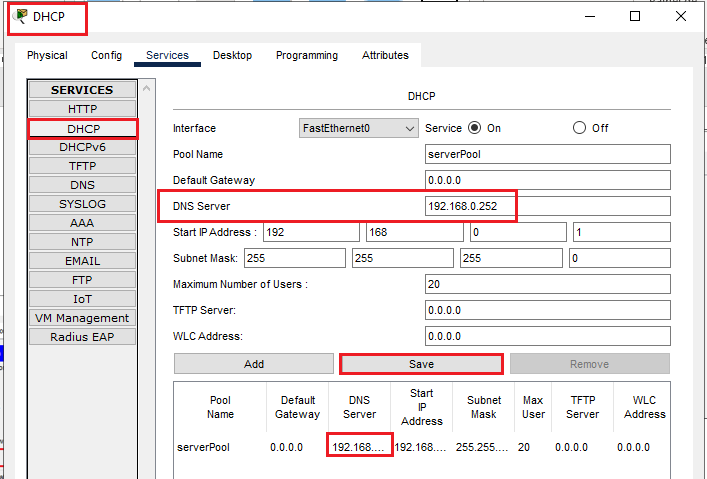 DHCP
Physical Config Services Desktop Programming Attributes
SERVICES
HTTP
DHCP
DHCPv6
TFTP
DNS
SYSLOG
AAA
NTP
EMAIL
FTP
IoT
VM Management
Radius EAP
DHCP
Interface FastEthernet0 Service On Off
Pool Name serverPool
Default Gateway 0.0.0.0
DNS Server 192.168.0.252
Start IP Address : 192 168 0 1
Subnet Mask: 255 255 255 0
Maximum Number of Users : 20
TFTP Server: 0.0.0.0
WLC Address: 0.0.0.0
Add Save Remove
Pool Name Default Gateway DNS Server Start IP Address Subnet Mask Max User TFTP Server WLC Address
serverPool 0.0.0.0 192.168.... 192.168.... 255.255.... 20 0.0.0.0 0.0.0.0